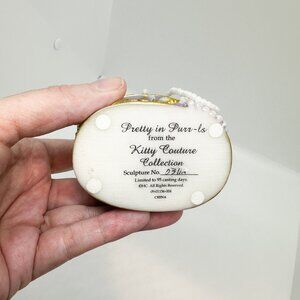 Pretty in Purr-ls
from the
Kitty Couture
Collection
Sculpture No.
Limited to 95 casting days.
©HC. All Rights Reserved.
CHINA